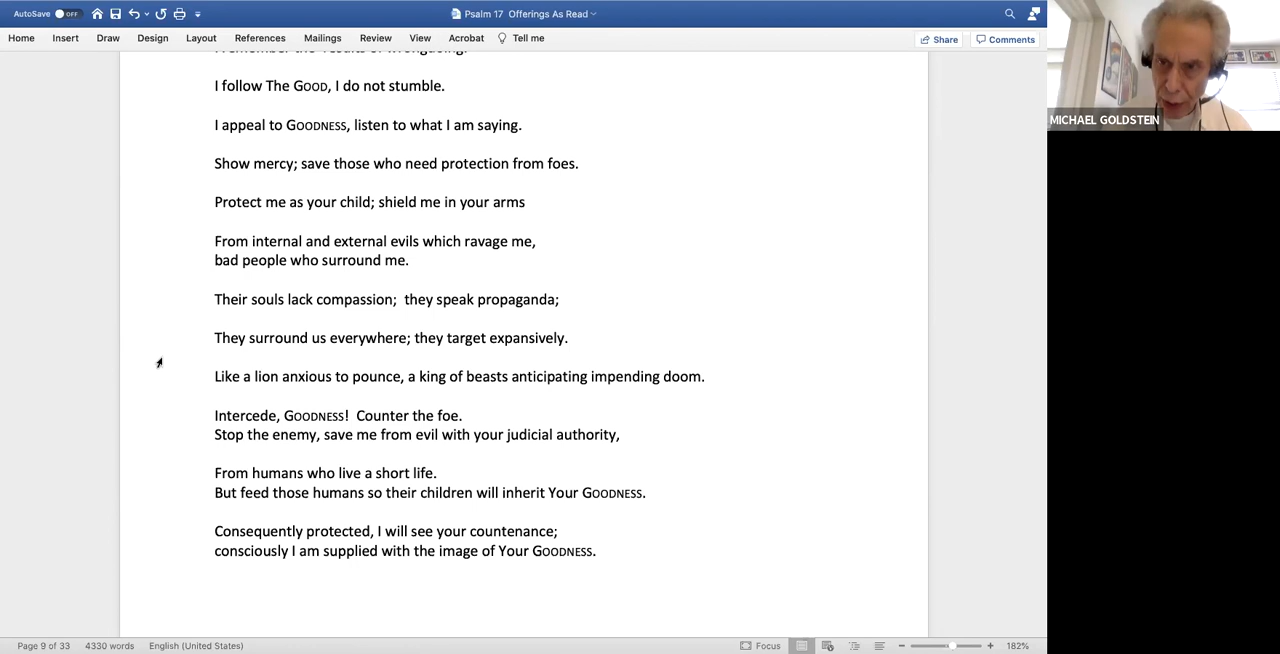 AutoSave OFF
Psalm 17 Offerings As Read
Home Insert Draw Design Layout References Mailings Review View Acrobat Tell me
Share Comments
I follow The GOOD, I do not stumble.
I appeal to GOODNESS, listen to what I am saying.
Show mercy; save those who need protection from foes.
Protect me as your child; shield me in your arms
From internal and external evils which ravage me,
bad people who surround me.
Their souls lack compassion; they speak propaganda;
They surround us everywhere; they target expansively.
Like a lion anxious to pounce, a king of beasts anticipating impending doom.
Intercede, GOODNESS! Counter the foe.
Stop the enemy, save me from evil with your judicial authority,
From humans who live a short life.
But feed those humans so their children will inherit Your GOODNESS.
Consequently protected, I will see your countenance;
consciously I am supplied with the image of Your GOODNESS.
MICHAEL GOLDSTEIN
Page 9 of 33 4330 words English (United States) Focus 182%